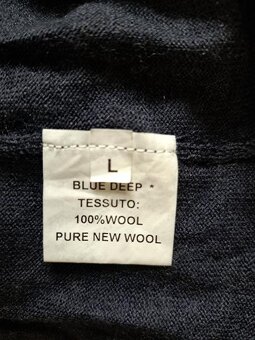 L
BLUE DEEP *
TESSUTO:
100%WOOL
PURE NEW WOOL